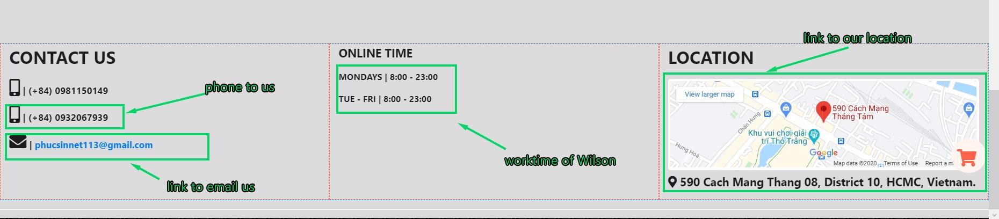 link to our location
CONTACT US
| (+84) 0981150149
phone to us
| (+84) 0932067939
| phucsinnet113@gmail.com
link to email us
ONLINE TIME
MONDAYS | 8:00 - 23:00
TUE - FRI | 8:00 - 23:00
worktime of Wilson
LOCATION
View larger map
590 Cách Mạng
Tháng Tám
Chấn Hưng
Khu vui chơi giải
trí Thỏ Trắng
Hưng Hoá
Google
Map data ©2020 Terms of Use Report a m
590 Cach Mang Thang 08, District 10, HCMC, Vietnam.